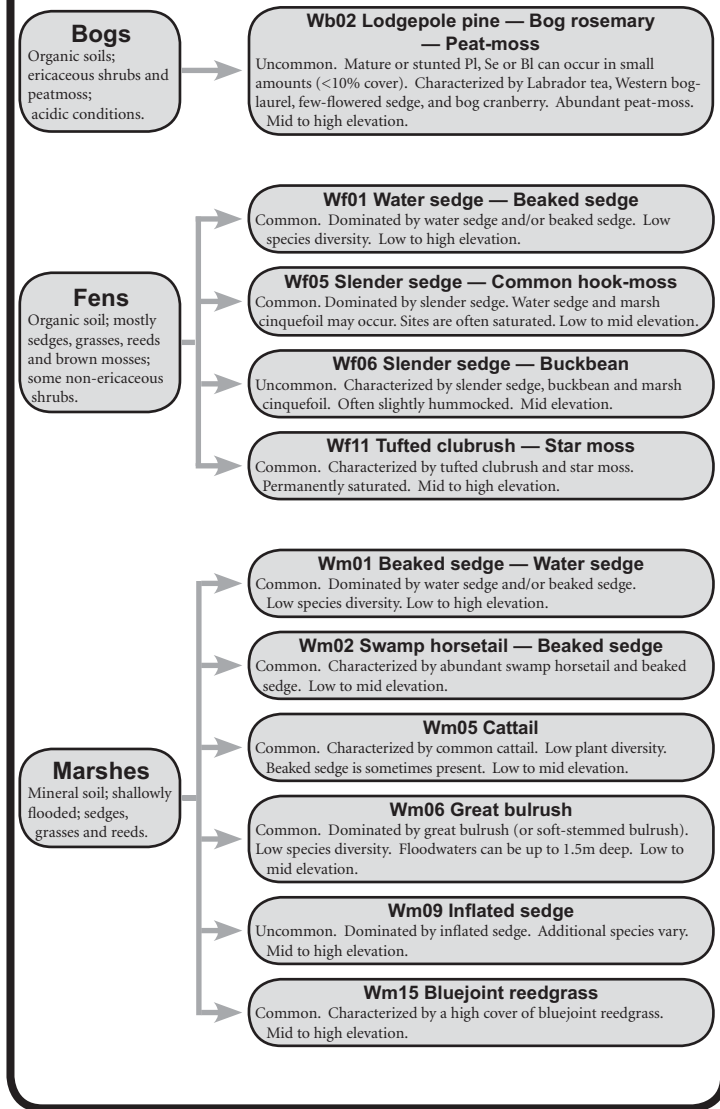 Bogs
Organic soils;
ericaceous shrubs and
peatmoss;
acidic conditions.
Wb02 Lodgepole pine — Bog rosemary
— Peat-moss
Uncommon. Mature or stunted Pl, Se or Bl can occur in small
amounts (<10% cover). Characterized by Labrador tea, Western bog-
laurel, few-flowered sedge, and bog cranberry. Abundant peat-moss.
Mid to high elevation.
Fens
Organic soil; mostly
sedges, grasses, reeds
and brown mosses;
some non-ericaceous
shrubs.
Wf01 Water sedge — Beaked sedge
Common. Dominated by water sedge and/or beaked sedge. Low
species diversity. Low to high elevation.
Wf05 Slender sedge — Common hook-moss
Common. Dominated by slender sedge. Water sedge and marsh
cinquefoil may occur. Sites are often saturated. Low to mid elevation.
Wf06 Slender sedge — Buckbean
Uncommon. Characterized by slender sedge, buckbean and marsh
cinquefoil. Often slightly hummocked. Mid elevation.
Wf11 Tufted clubrush — Star moss
Common. Characterized by tufted clubrush and star moss.
Permanently saturated. Mid to high elevation.
Marshes
Mineral soil; shallowly
flooded; sedges,
grasses and reeds.
Wm01 Beaked sedge — Water sedge
Common. Dominated by water sedge and/or beaked sedge.
Low species diversity. Low to high elevation.
Wm02 Swamp horsetail — Beaked sedge
Common. Characterized by abundant swamp horsetail and beaked
sedge. Low to mid elevation.
Wm05 Cattail
Common. Characterized by common cattail. Low plant diversity.
Beaked sedge is sometimes present. Low to mid elevation.
Wm06 Great bulrush
Common. Dominated by great bulrush (or soft-stemmed bulrush).
Low species diversity. Floodwaters can be up to 1.5m deep. Low to
mid elevation.
Wm09 Inflated sedge
Uncommon. Dominated by inflated sedge. Additional species vary.
Mid to high elevation.
Wm15 Bluejoint reedgrass
Common. Characterized by a high cover of bluejoint reedgrass.
Mid to high elevation.